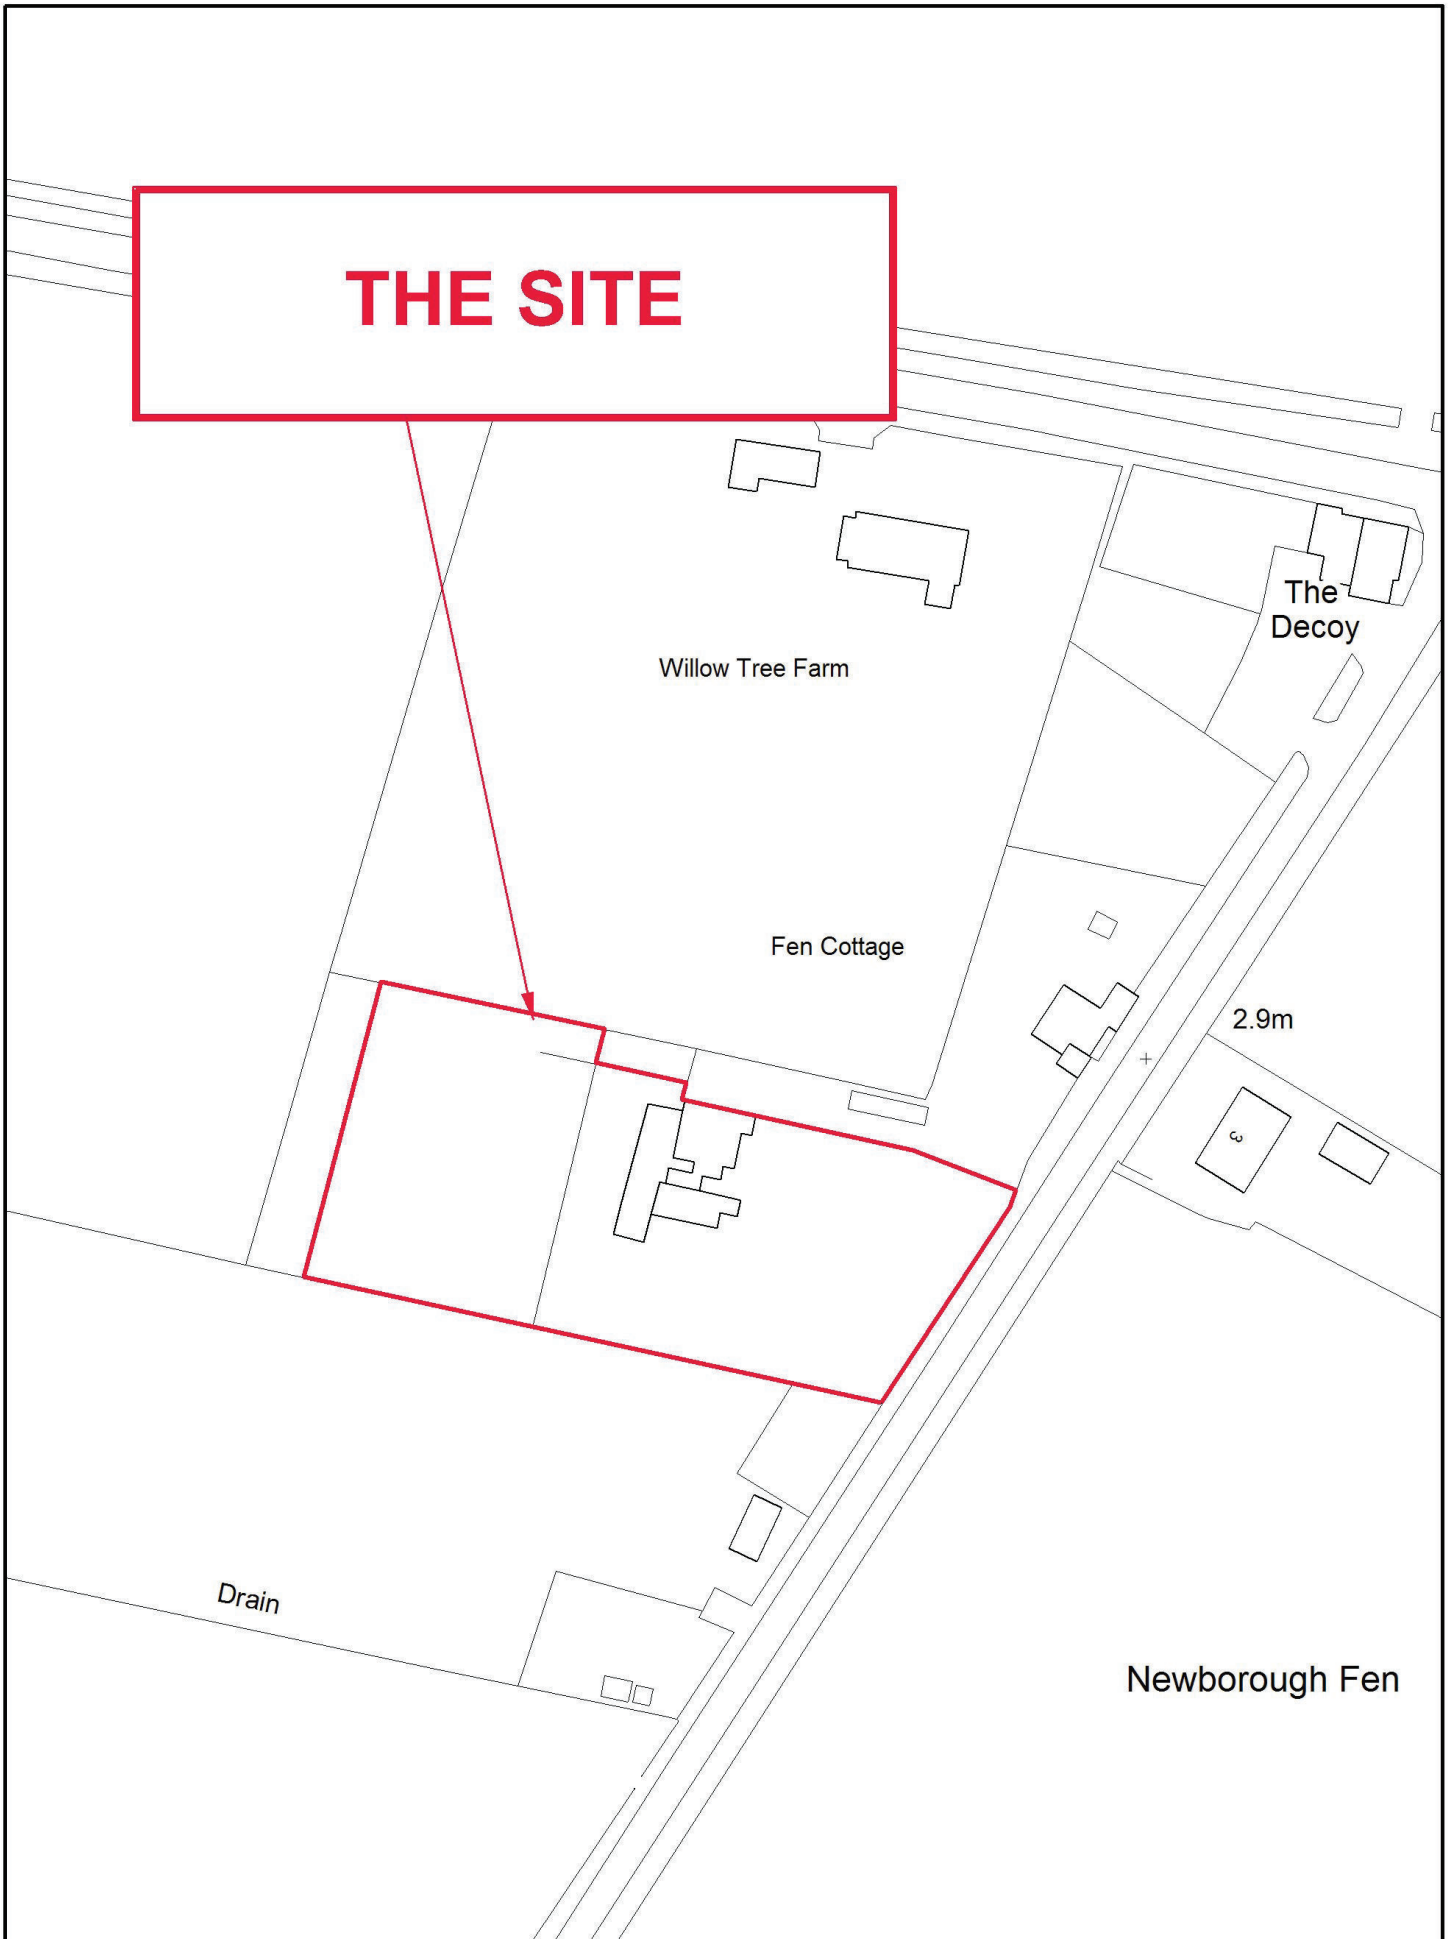 THE SITE
The
Decoy
Willow Tree Farm
Fen Cottage
2.9m
3
Drain
Newborough Fen